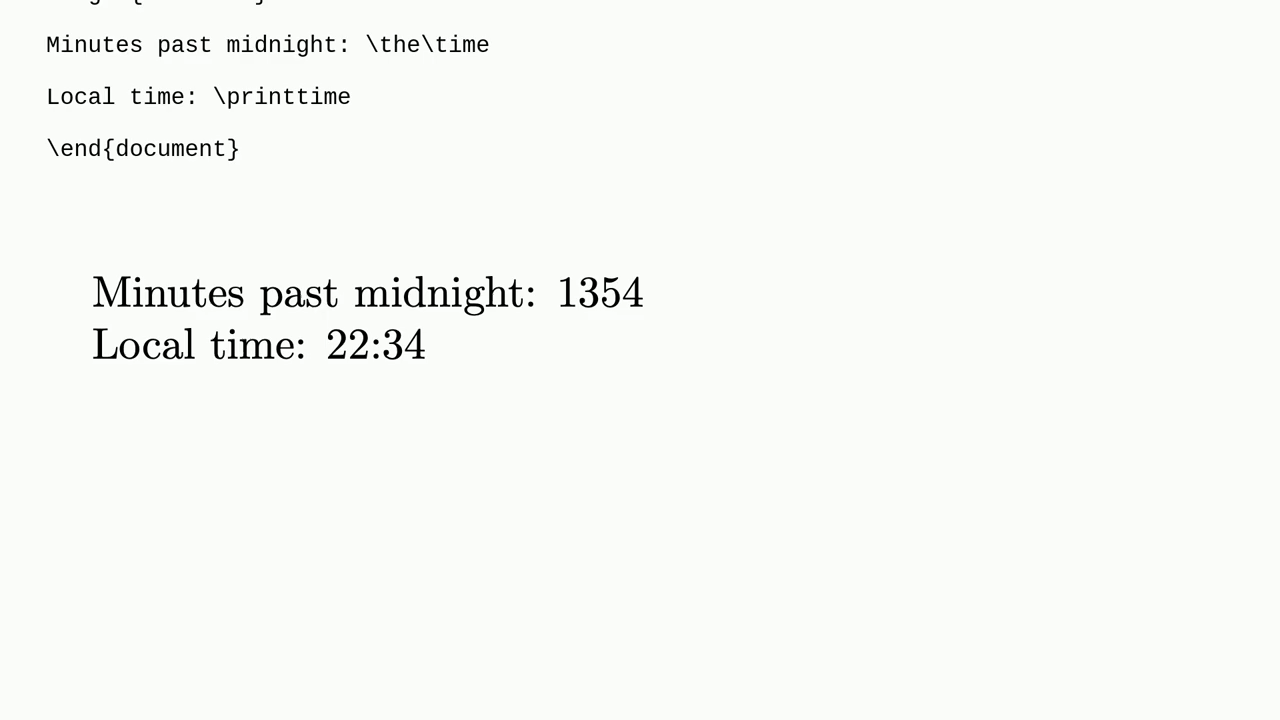 Minutes past midnight: \the\time
Local time: \printtime
\end{document}
Minutes past midnight: 1354
Local time: 22:34